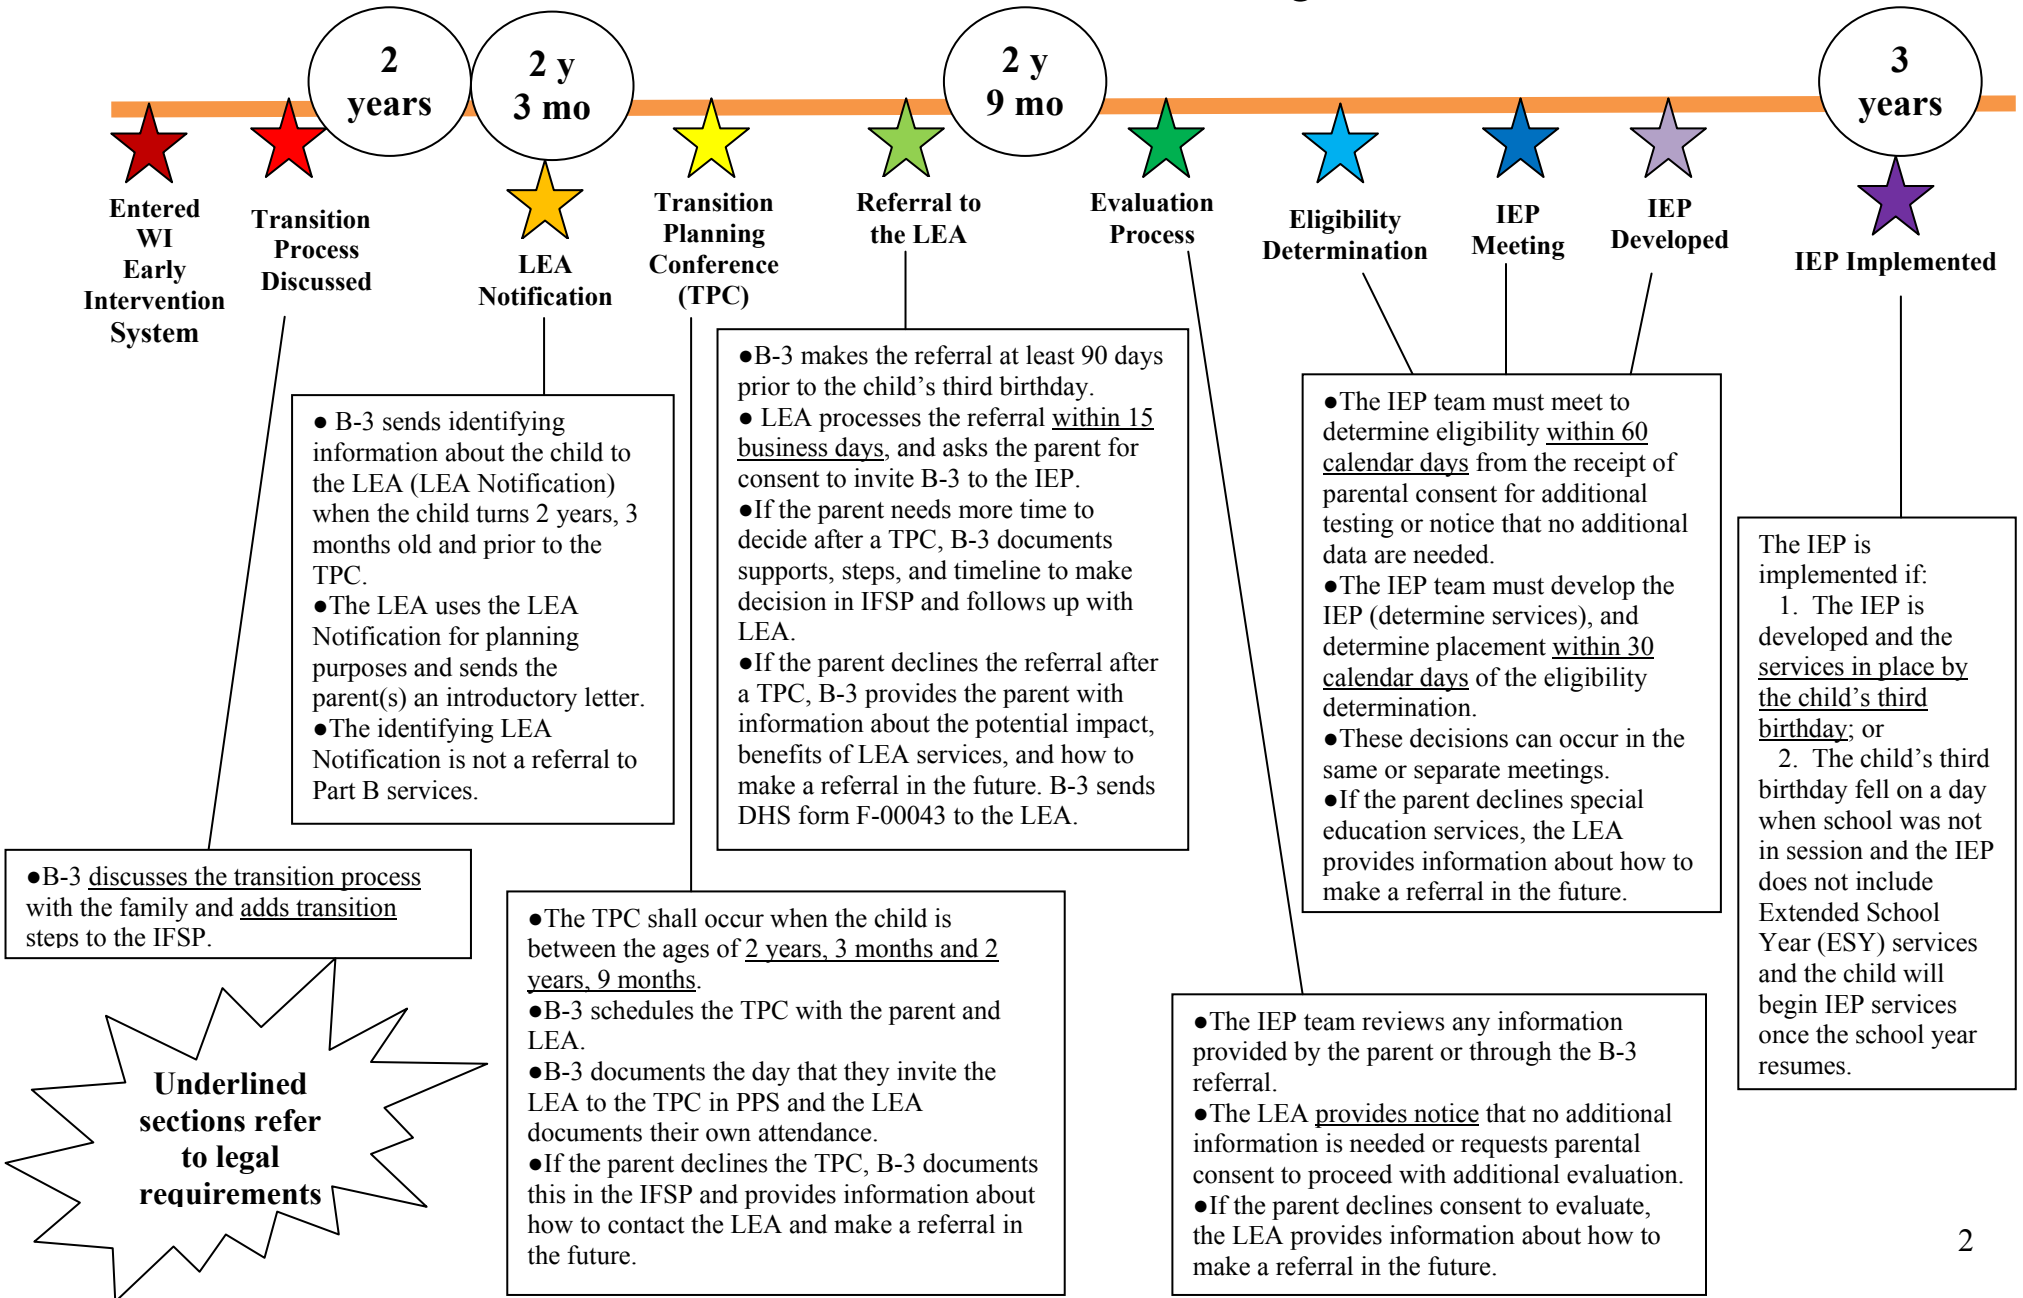 2
years
2 y
3 mo
2 y
9 mo
3
years
Entered
WI
Early
Intervention
System
Transition
Process
Discussed
LEA
Notification
Transition
Planning
Conference
(TPC)
Referral to
the LEA
Evaluation
Process
Eligibility
Determination
IEP
Meeting
IEP
Developed
IEP Implemented
●B-3 discusses the transition process
with the family and adds transition
steps to the IFSP.
● B-3 sends identifying
information about the child to
the LEA (LEA Notification)
when the child turns 2 years, 3
months old and prior to the
TPC.
●The LEA uses the LEA
Notification for planning
purposes and sends the
parent(s) an introductory letter.
●The identifying LEA
Notification is not a referral to
Part B services.
●The TPC shall occur when the child is
between the ages of 2 years, 3 months and 2
years, 9 months.
●B-3 schedules the TPC with the parent and
LEA.
●B-3 documents the day that they invite the
LEA to the TPC in PPS and the LEA
documents their own attendance.
●If the parent declines the TPC, B-3 documents
this in the IFSP and provides information about
how to contact the LEA and make a referral in
the future.
●B-3 makes the referral at least 90 days
prior to the child’s third birthday.
● LEA processes the referral within 15
business days, and asks the parent for
consent to invite B-3 to the IEP.
●If the parent needs more time to
decide after a TPC, B-3 documents
supports, steps, and timeline to make
decision in IFSP and follows up with
LEA.
●If the parent declines the referral after
a TPC, B-3 provides the parent with
information about the potential impact,
benefits of LEA services, and how to
make a referral in the future. B-3 sends
DHS form F-00043 to the LEA.
●The IEP team reviews any information
provided by the parent or through the B-3
referral.
●The LEA provides notice that no additional
information is needed or requests parental
consent to proceed with additional evaluation.
●If the parent declines consent to evaluate,
the LEA provides information about how to
make a referral in the future.
●The IEP team must meet to
determine eligibility within 60
calendar days from the receipt of
parental consent for additional
testing or notice that no additional
data are needed.
●The IEP team must develop the
IEP (determine services), and
determine placement within 30
calendar days of the eligibility
determination.
●These decisions can occur in the
same or separate meetings.
●If the parent declines special
education services, the LEA
provides information about how to
make a referral in the future.
The IEP is
implemented if:
1. The IEP is
developed and the
services in place by
the child’s third
birthday; or
2. The child’s third
birthday fell on a day
when school was not
in session and the IEP
does not include
Extended School
Year (ESY) services
and the child will
begin IEP services
once the school year
resumes.
Underlined
sections refer
to legal
requirements
2